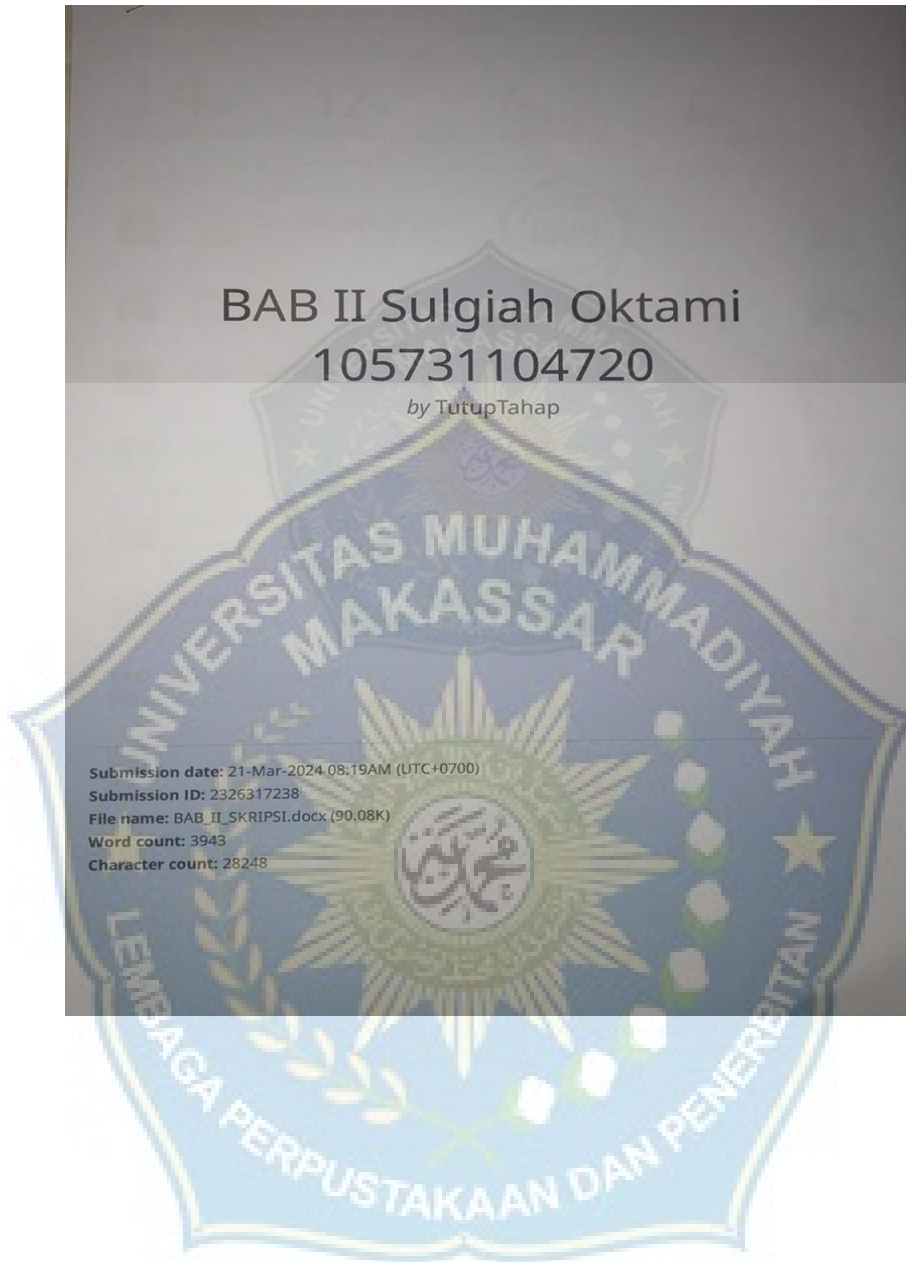 BAB II Sulgiah Oktami
105731104720
by TutupTahap
UNIVERSITAS MUHAMMADIYAH
MAKASSAR
Submission date: 21-Mar-2024 08:19AM (UTC+0700)
Submission ID: 2326317238
File name: BAB_II_SKRIPSI.docx (90.08K)
Word count: 3943
Character count: 28248
LEMBAGA PERPUSTAKAAN DAN PENERBITAN